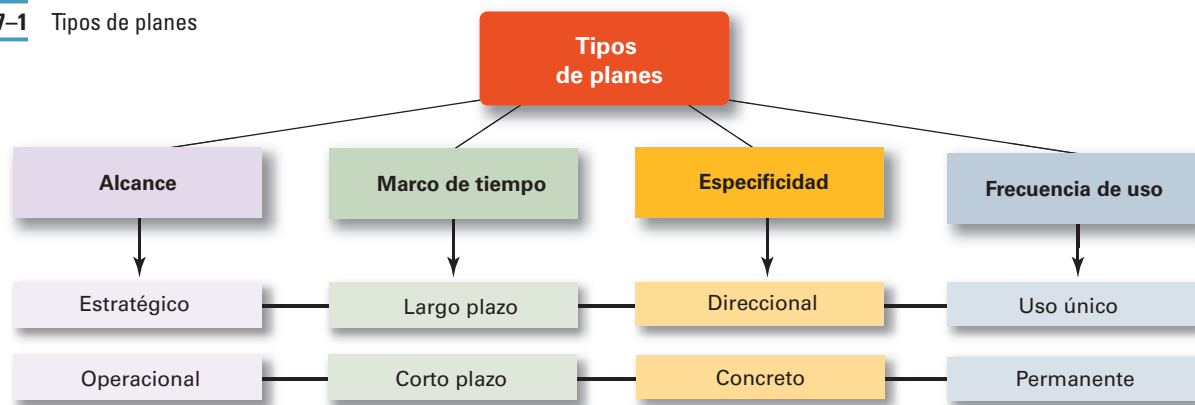 7–1 Tipos de planes
Tipos
de planes
Alcance
Marco de tiempo
Especificidad
Frecuencia de uso
Estratégico
Largo plazo
Direccional
Uso único
Operacional
Corto plazo
Concreto
Permanente